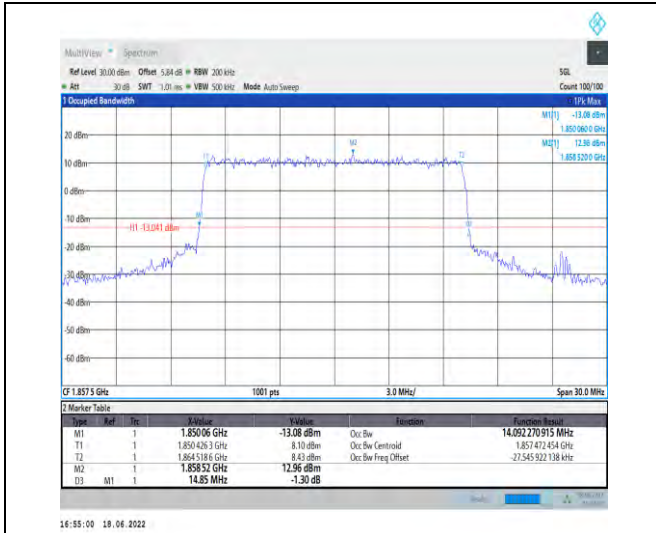 MultiView Spectrum
Ref Level 30.00 dBm Offset 5.84 dB RBW 200 kHz SGL
Att 30 dB SWT 1.01 ms VBW 500 kHz Mode Auto Sweep Count 100/100
1 Occupied Bandwidth 1Pk Max
M1[1] -13.08 dBm
1.850 060 0 GHz
M2[1] 12.96 dBm
1.858 520 0 GHz
20 dBm
M2
T1 T2
10 dBm
0 dBm
-10 dBm
M1
H1 -13.041 dBm
-20 dBm
-30 dBm
-40 dBm
-50 dBm
-60 dBm
CF 1.857 5 GHz 1001 pts 3.0 MHz/ Span 30.0 MHz
2 Marker Table
Type Ref Trc X-Value Y-Value Function Function Result
M1 1 1.850 06 GHz -13.08 dBm Occ Bw 14.092 270 915 MHz
T1 1 1.850 426 3 GHz 8.10 dBm Occ Bw Centroid 1.857 472 454 GHz
T2 1 1.864 518 6 GHz 8.43 dBm Occ Bw Freq Offset -27.545 922 138 kHz
M2 1 1.858 52 GHz 12.96 dBm
D3 M1 1 14.85 MHz -1.30 dB
16:55:00 18.06.2022